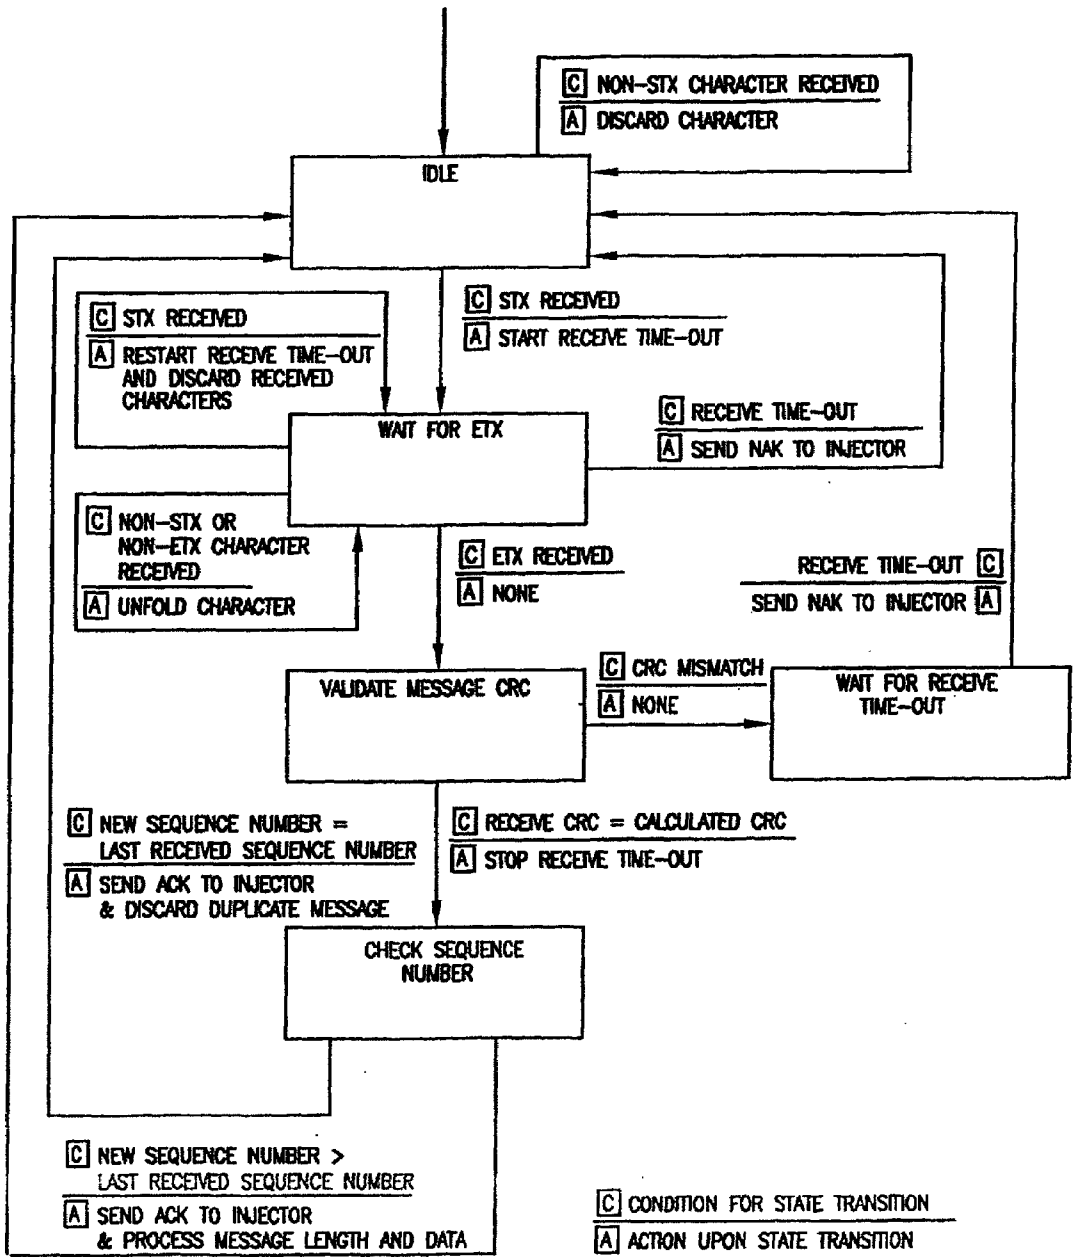 C NON-STX CHARACTER RECEIVED
A DISCARD CHARACTER
IDLE
C STX RECEIVED
A RESTART RECEIVE TIME-OUT
AND DISCARD RECEIVED
CHARACTERS
C STX RECEIVED
A START RECEIVE TIME-OUT
WAIT FOR ETX
C RECEIVE TIME-OUT
A SEND NAK TO INJECTOR
C NON-STX OR
NON-ETX CHARACTER
RECEIVED
A UNFOLD CHARACTER
C ETX RECEIVED
A NONE
RECEIVE TIME-OUT C
SEND NAK TO INJECTOR A
VALIDATE MESSAGE CRC
C CRC MISMATCH
A NONE
WAIT FOR RECEIVE
TIME-OUT
C NEW SEQUENCE NUMBER =
LAST RECEIVED SEQUENCE NUMBER
A SEND ACK TO INJECTOR
& DISCARD DUPLICATE MESSAGE
C RECEIVE CRC = CALCULATED CRC
A STOP RECEIVE TIME-OUT
CHECK SEQUENCE
NUMBER
C NEW SEQUENCE NUMBER >
LAST RECEIVED SEQUENCE NUMBER
A SEND ACK TO INJECTOR
& PROCESS MESSAGE LENGTH AND DATA
C CONDITION FOR STATE TRANSITION
A ACTION UPON STATE TRANSITION